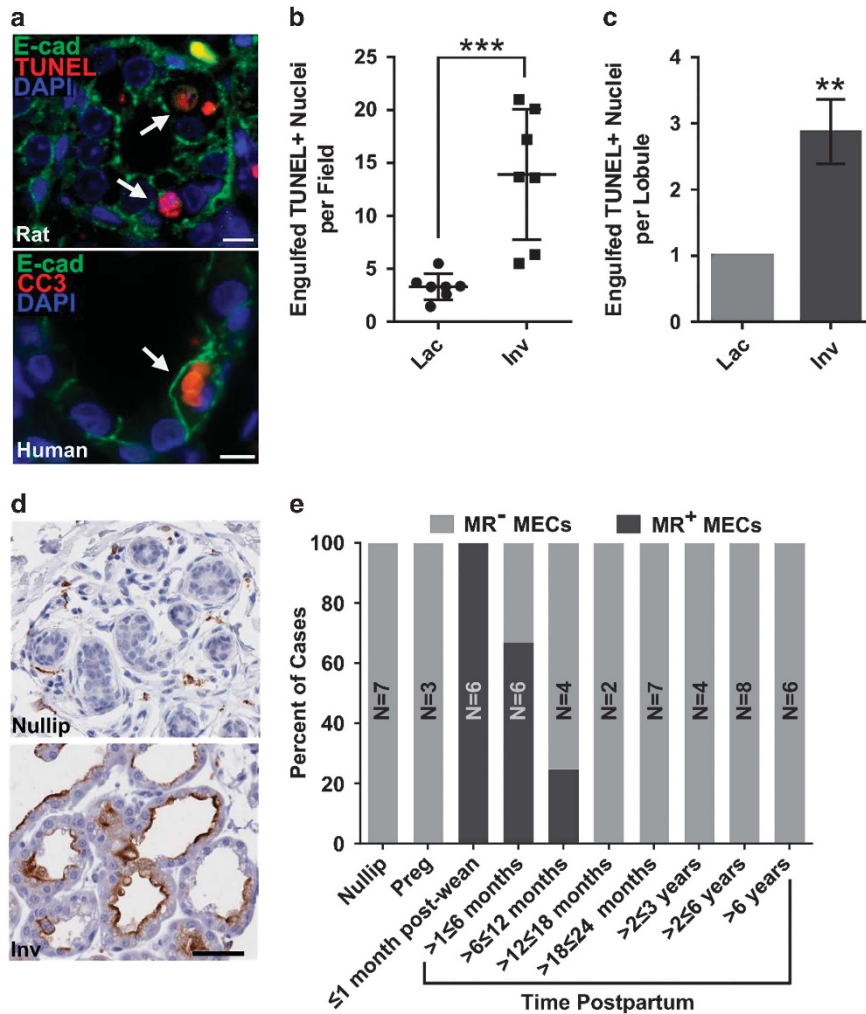 a
E-cad
TUNEL
DAPI
Rat
E-cad
CC3
DAPI
Human
b
Engulfed TUNEL+ Nuclei
per Field
25
20
15
10
5
0
***
Lac
Inv
c
Engulfed TUNEL+ Nuclei
per Lobule
4
3
2
1
0
**
Lac
Inv
d
Nullip
Inv
e
MR⁻ MECs
MR⁺ MECs
Percent of Cases
100
80
60
40
20
0
N=7
N=3
N=6
N=6
N=4
N=2
N=7
N=4
N=8
N=6
Nullip
Preg
≤1 month post-wean
>1≤6 months
>6≤12 months
>12≤18 months
>18≤24 months
>2≤3 years
>2≤6 years
>6 years
Time Postpartum